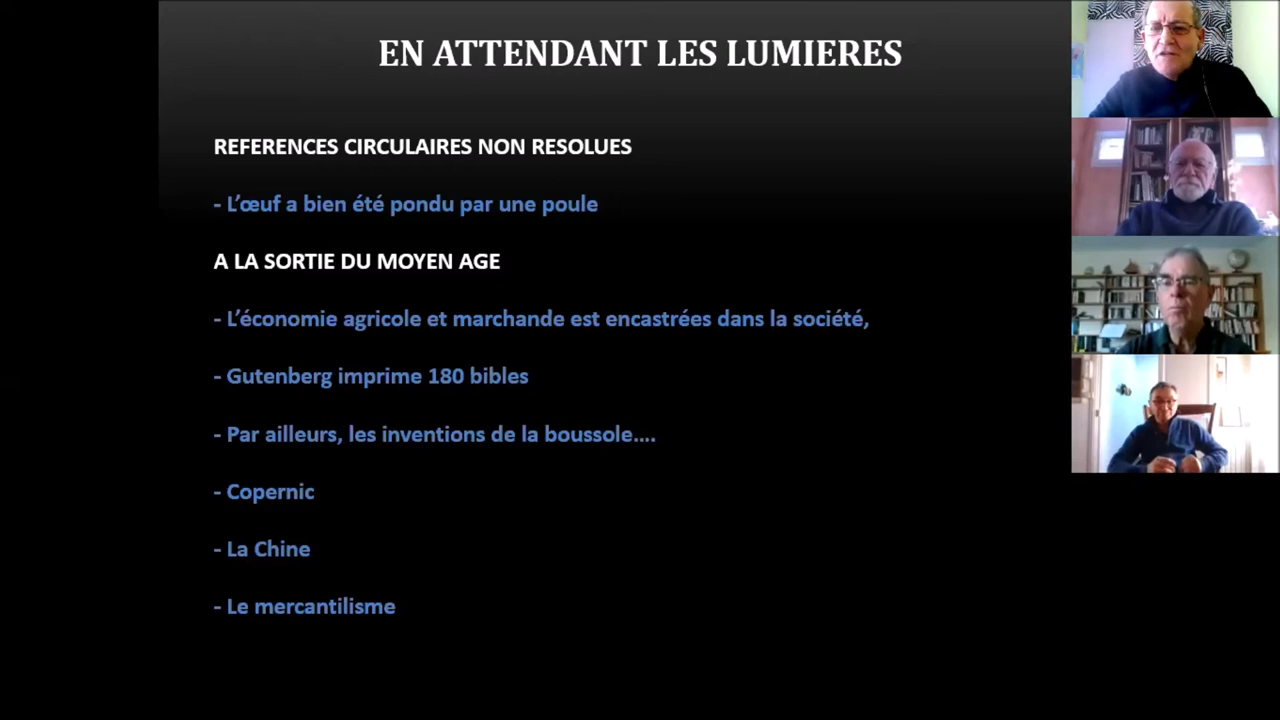 EN ATTENDANT LES LUMIERES
REFERENCES CIRCULAIRES NON RESOLUES
- L’œuf a bien été pondu par une poule
A LA SORTIE DU MOYEN AGE
- L’économie agricole et marchande est encastrées dans la société,
- Gutenberg imprime 180 bibles
- Par ailleurs, les inventions de la boussole….
- Copernic
- La Chine
- Le mercantilisme